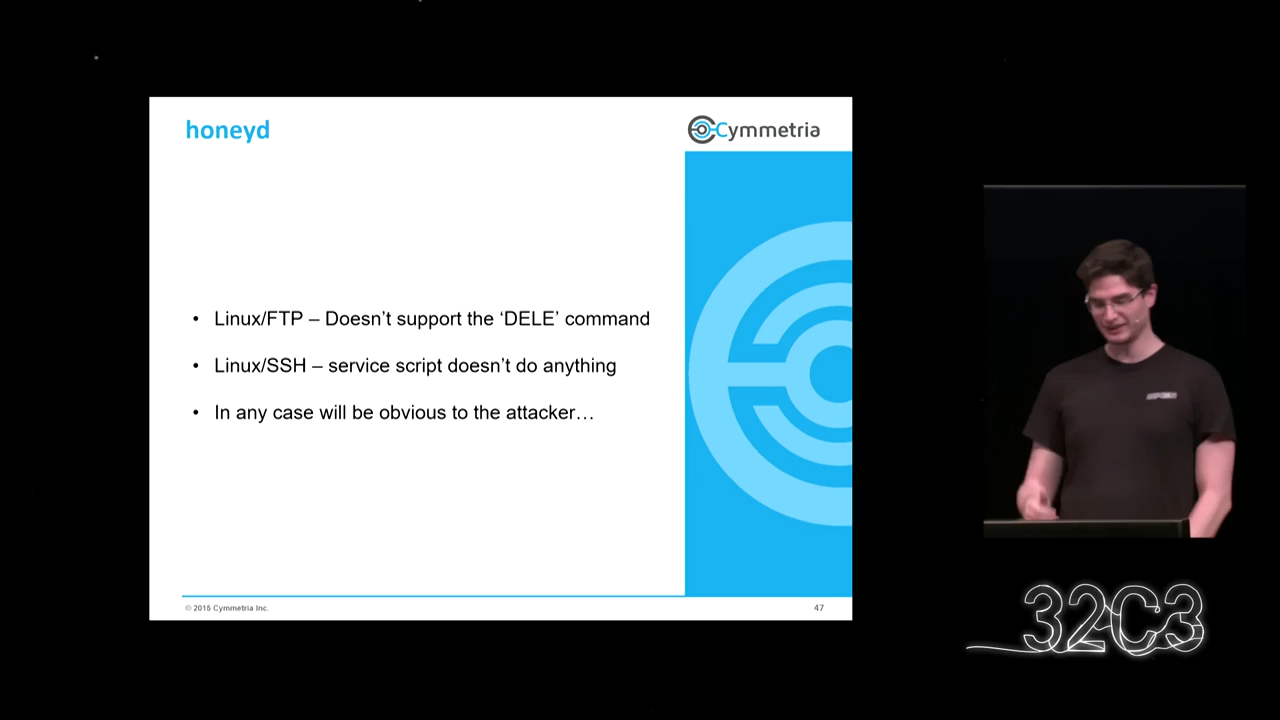 honeyd
Cymmetria
• Linux/FTP – Doesn’t support the ‘DELE’ command
• Linux/SSH – service script doesn’t do anything
• In any case will be obvious to the attacker…
© 2015 Cymmetria Inc.
47
32C3